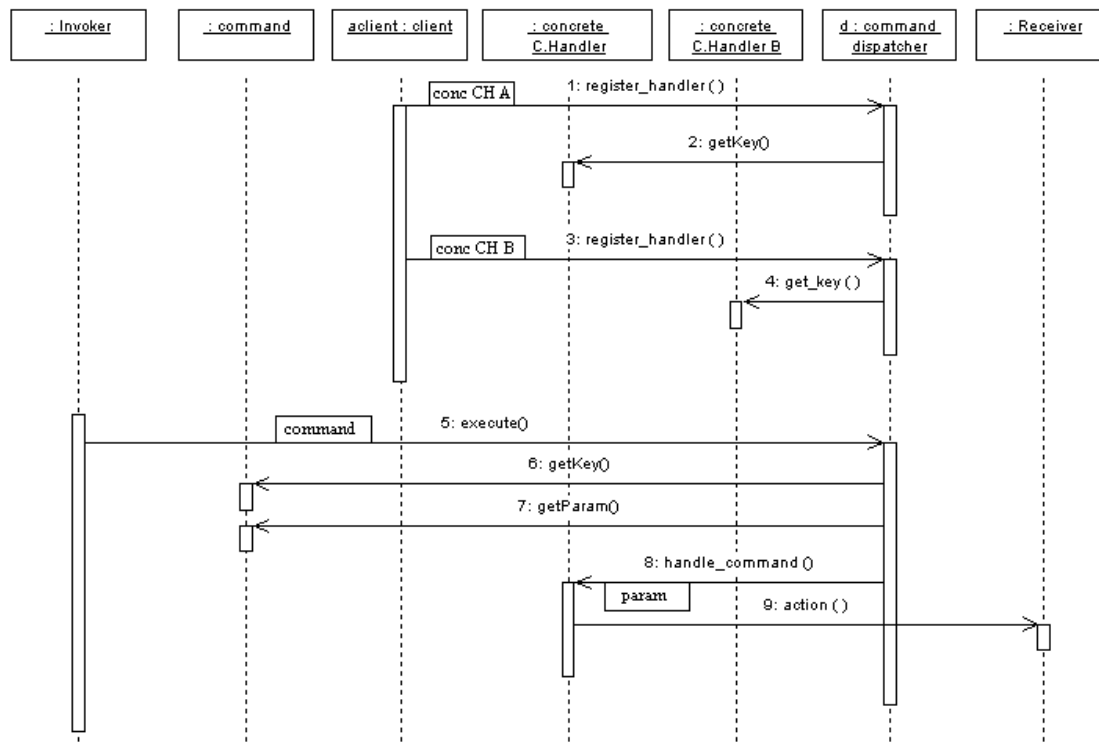 : Invoker
: command
aclient : client
: concrete
C.Handler
: concrete
C.Handler B
d : command
dispatcher
: Receiver
conc CH A
1: register_handler ( )
2: getKey()
conc CH B
3: register_handler ( )
4: get_key ( )
command
5: execute()
6: getKey()
7: getParam()
8: handle_command ()
param
9: action ( )